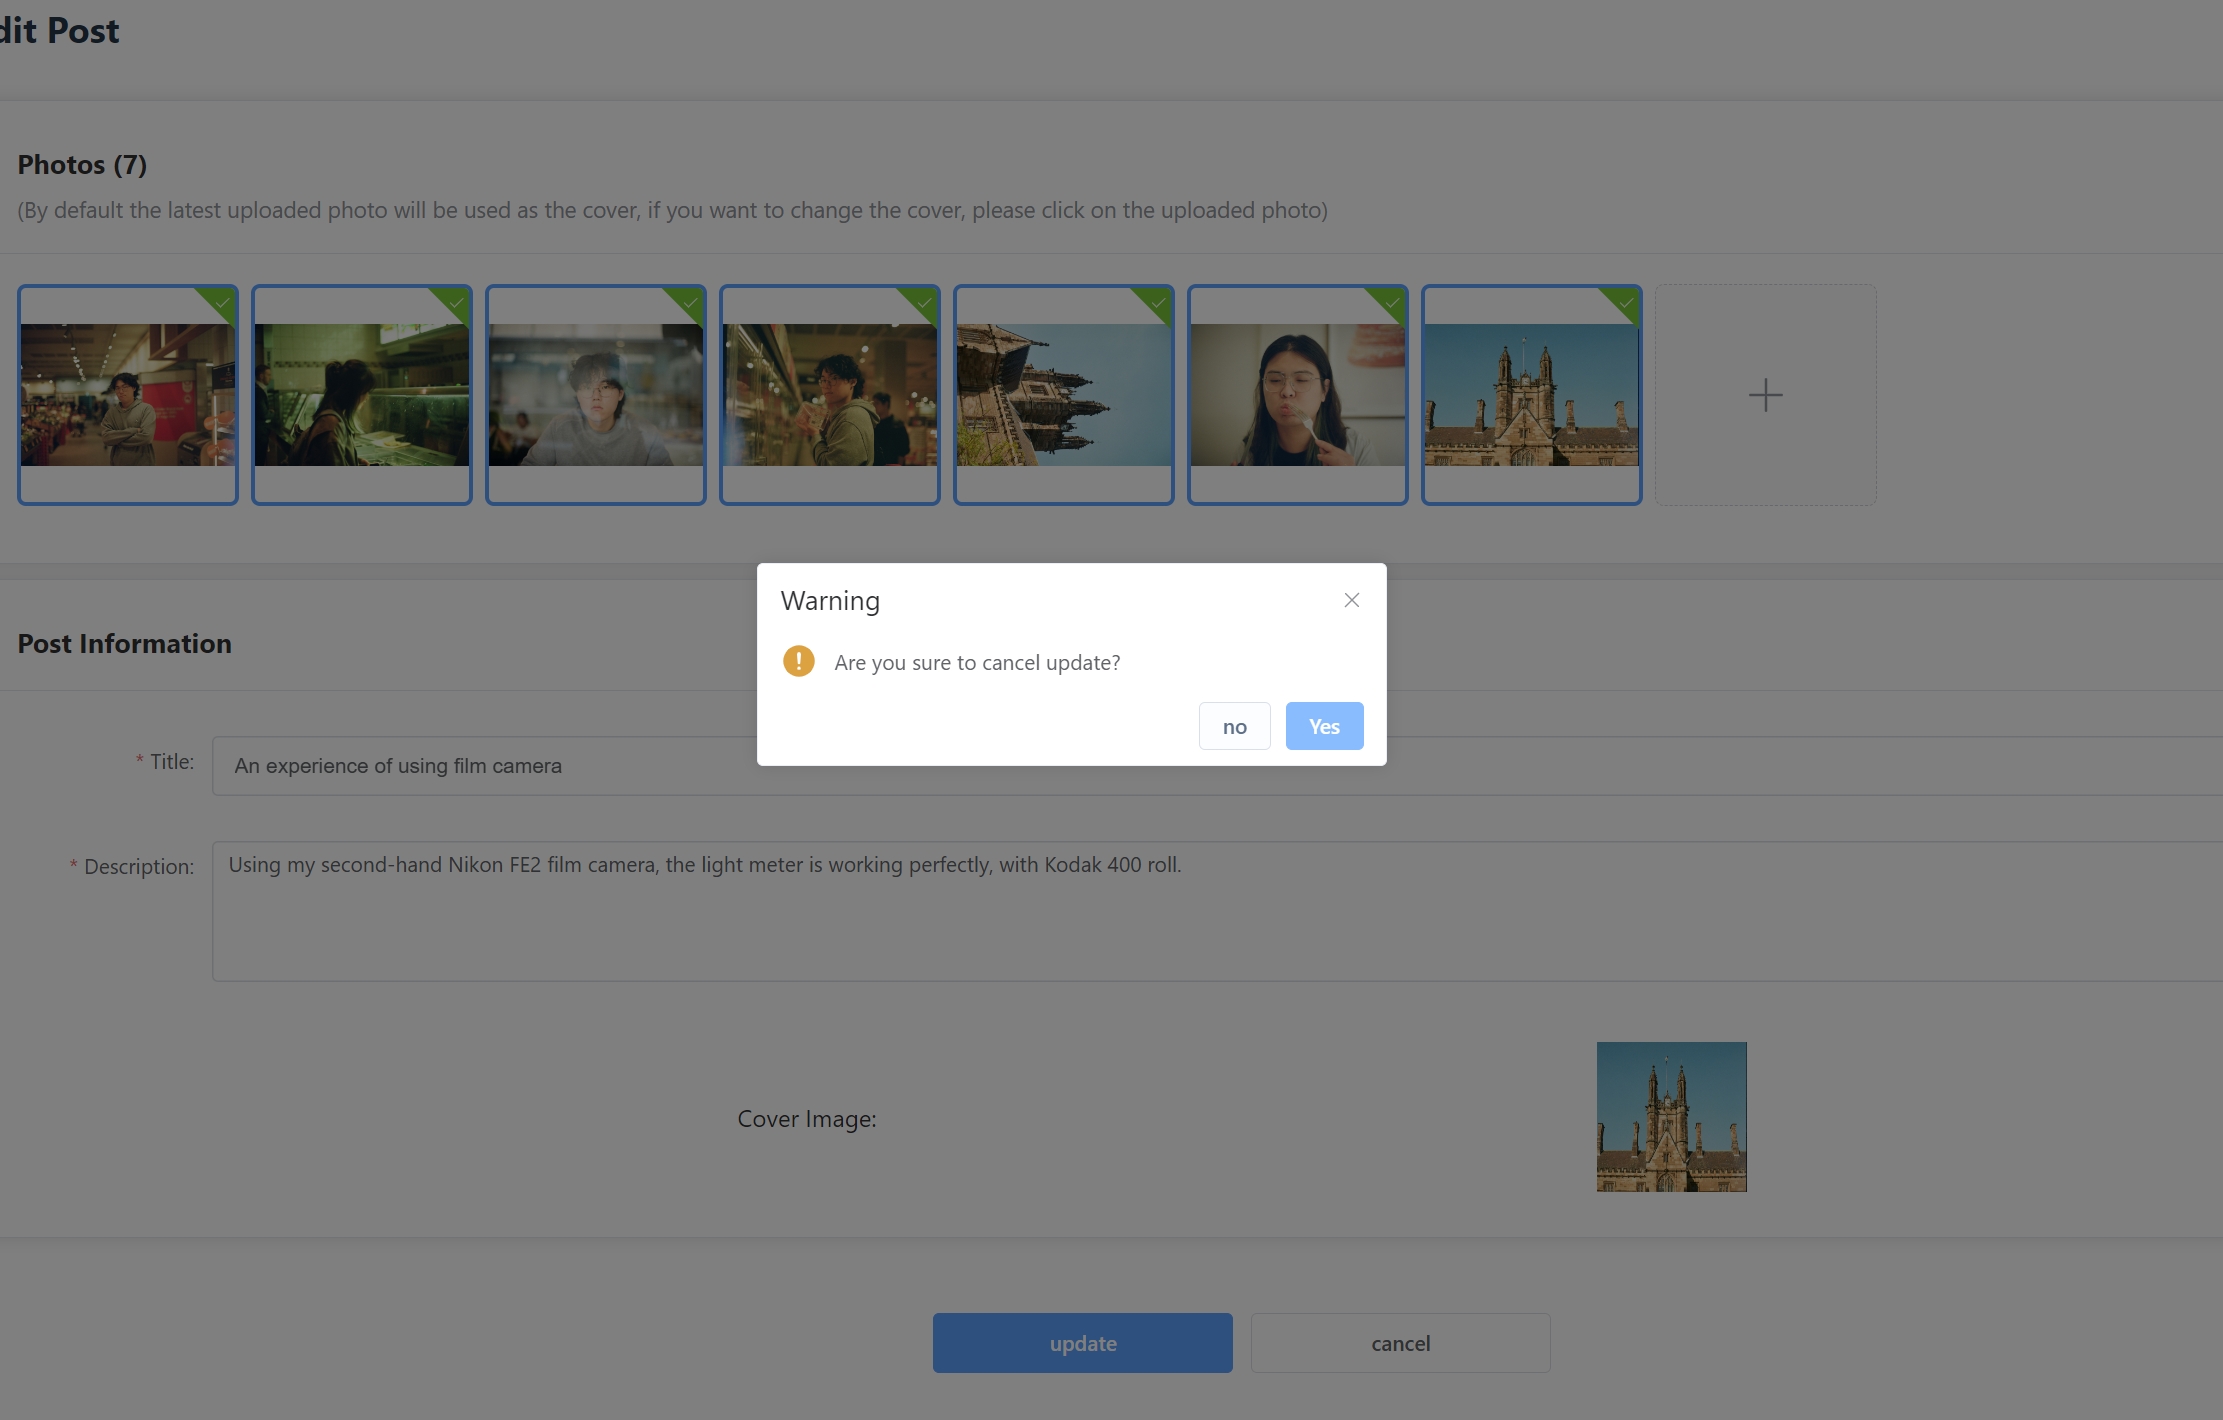 dit Post
Photos (7)
(By default the latest uploaded photo will be used as the cover, if you want to change the cover, please click on the uploaded photo)
Warning
Are you sure to cancel update?
no
Yes
Post Information
* Title:
An experience of using film camera
* Description:
Using my second-hand Nikon FE2 film camera, the light meter is working perfectly, with Kodak 400 roll.
Cover Image:
update
cancel